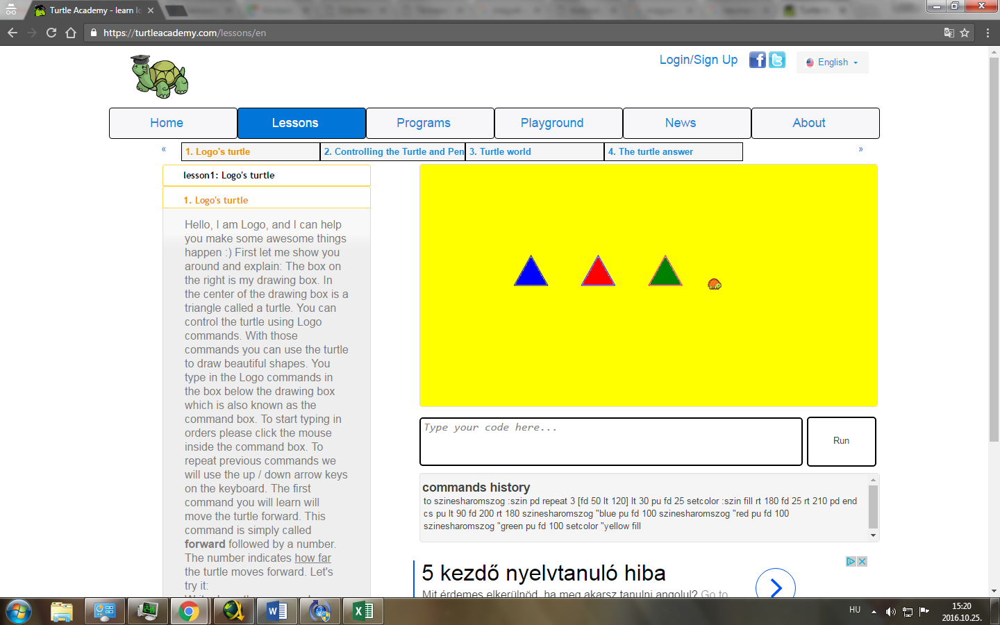 Turtle Academy - learn lo
https://turtleacademy.com/lessons/en
Login/Sign Up
English
Home
Lessons
Programs
Playground
News
About
«
1. Logo's turtle
2. Controlling the Turtle and Pen
3. Turtle world
4. The turtle answer
»
lesson1: Logo's turtle
1. Logo's turtle
Hello, I am Logo, and I can help
you make some awesome things
happen :) First let me show you
around and explain: The box on
the right is my drawing box. In
the center of the drawing box is a
triangle called a turtle. You can
control the turtle using Logo
commands. With those
commands you can use the turtle
to draw beautiful shapes. You
type in the Logo commands in
the box below the drawing box
which is also known as the
command box. To start typing in
orders please click the mouse
inside the command box. To
repeat previous commands we
will use the up / down arrow keys
on the keyboard. The first
command you will learn will
move the turtle forward. This
command is simply called
forward followed by a number.
The number indicates how far
the turtle moves forward. Let's
try it:
Type your code here...
Run
commands history
to szinesharomszog :szin pd repeat 3 [fd 50 lt 120] lt 30 pu fd 25 setcolor :szin fill rt 180 fd 25 rt 210 pd end
cs pu lt 90 fd 200 rt 180 szinesharomszog "blue pu fd 100 szinesharomszog "red pu fd 100
szinesharomszog "green pu fd 100 setcolor "yellow fill
5 kezdő nyelvtanuló hiba
Mit érdemes elkerülnöd, ha meg akarsz tanulni angolul? Go to
HU
15:20
2016.10.25.